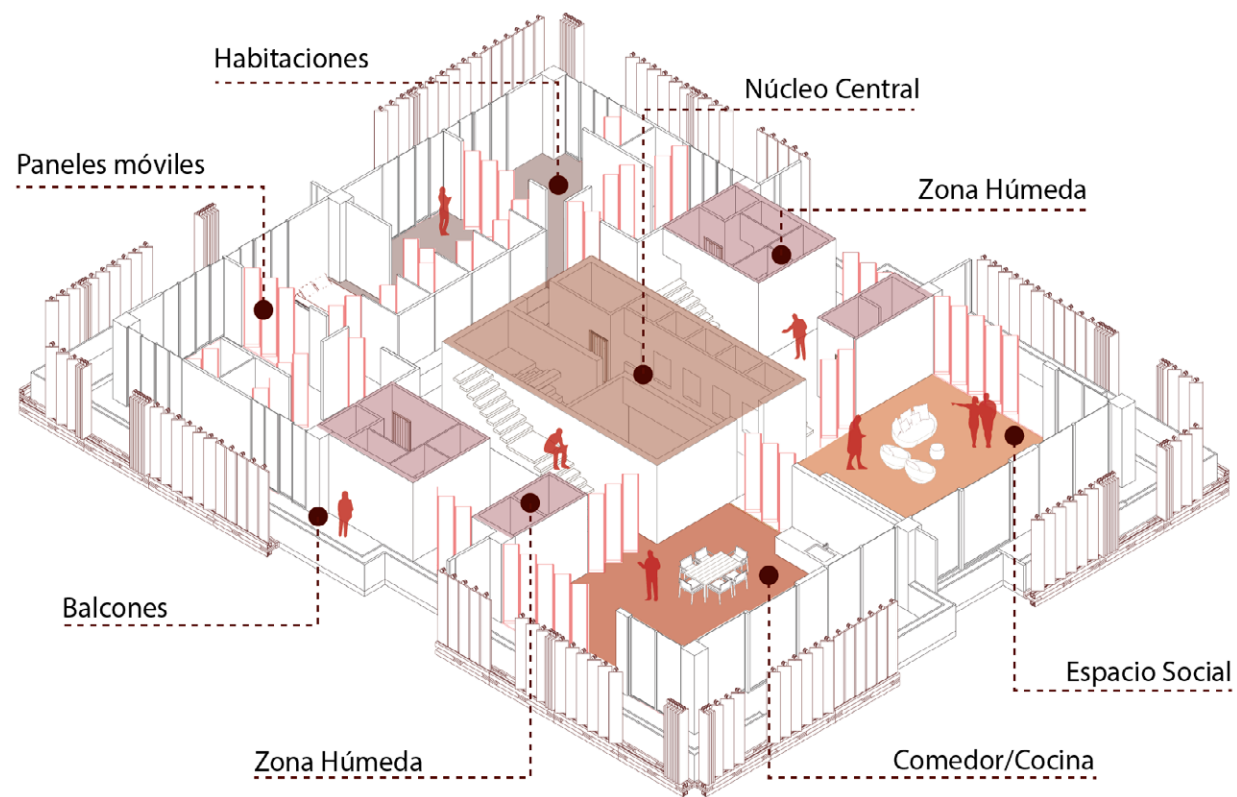 Habitaciones
Núcleo Central
Paneles móviles
Zona Húmeda
Balcones
Espacio Social
Zona Húmeda
Comedor/Cocina